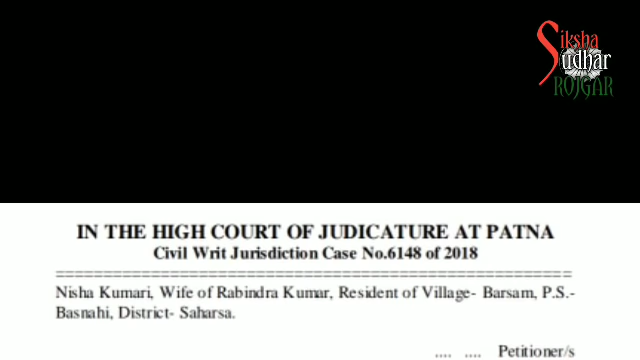 Siksha
Sudhar
ROJGAR
IN THE HIGH COURT OF JUDICATURE AT PATNA
Civil Writ Jurisdiction Case No.6148 of 2018
======================================================
Nisha Kumari, Wife of Rabindra Kumar, Resident of Village- Barsam, P.S.-
Basnahi, District- Saharsa.
.... .... Petitioner/s